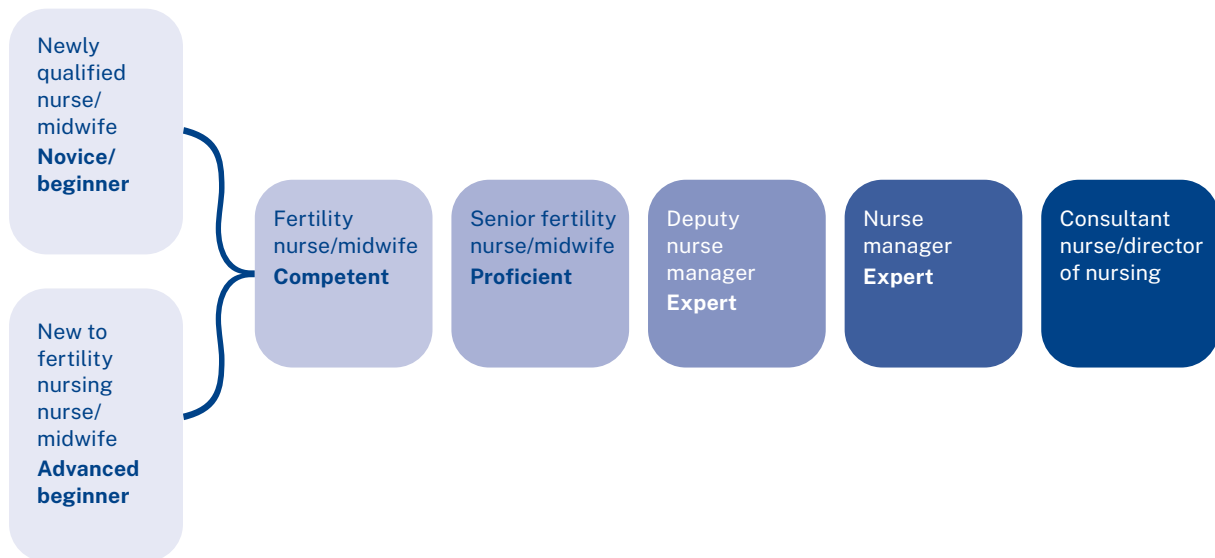 Newly
qualified
nurse/
midwife
Novice/
beginner
New to
fertility
nursing
nurse/
midwife
Advanced
beginner
Fertility
nurse/midwife
Competent
Senior fertility
nurse/midwife
Proficient
Deputy
nurse
manager
Expert
Nurse
manager
Expert
Consultant
nurse/director
of nursing